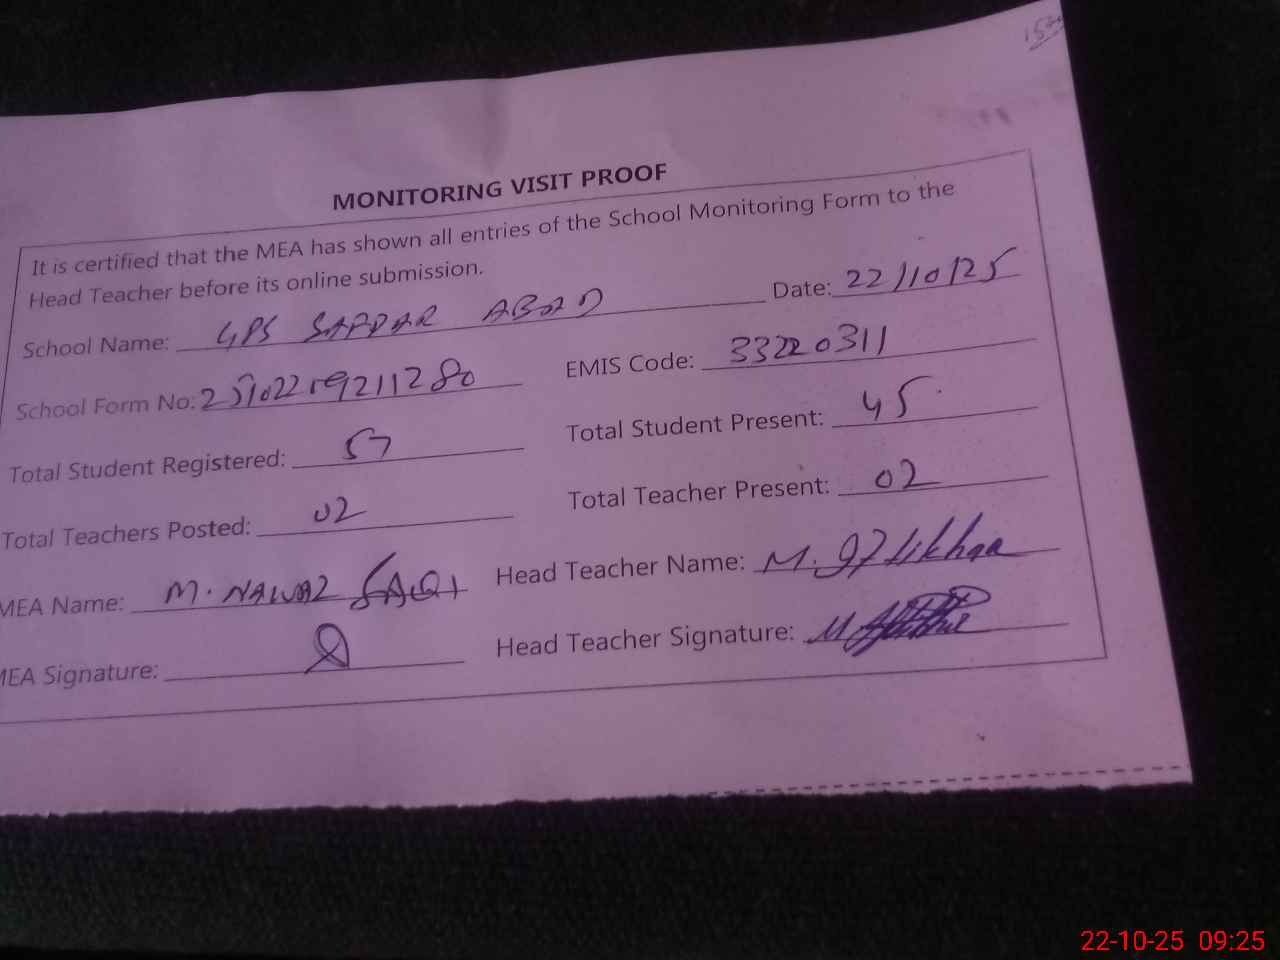 MONITORING VISIT PROOF
It is certified that the MEA has shown all entries of the School Monitoring Form to the
Head Teacher before its online submission.
School Name: GPS SAFDAR ABAD Date: 22/10/25
School Form No: EMIS Code: 33220311
Total Student Registered: 57 Total Student Present: 45
Total Teachers Posted: 02 Total Teacher Present: 02
MEA Name: M. NAWAZ Head Teacher Name: M. Iftikhar
MEA Signature: Head Teacher Signature:
22-10-25 09:25